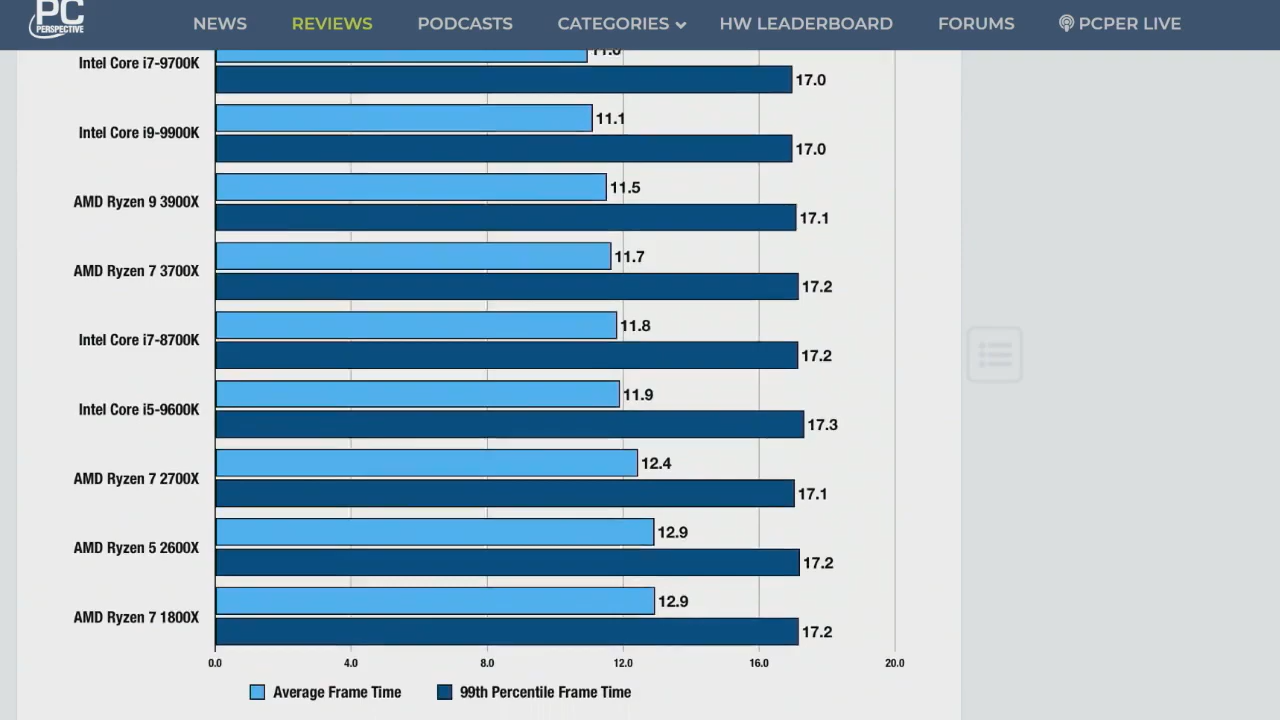 PC
PERSPECTIVE
NEWS REVIEWS PODCASTS CATEGORIES HW LEADERBOARD FORUMS PCPER LIVE
11.0
Intel Core i7-9700K
17.0
11.1
Intel Core i9-9900K
17.0
11.5
AMD Ryzen 9 3900X
17.1
11.7
AMD Ryzen 7 3700X
17.2
11.8
Intel Core i7-8700K
17.2
11.9
Intel Core i5-9600K
17.3
12.4
AMD Ryzen 7 2700X
17.1
12.9
AMD Ryzen 5 2600X
17.2
12.9
AMD Ryzen 7 1800X
17.2
0.0 4.0 8.0 12.0 16.0 20.0
Average Frame Time 99th Percentile Frame Time